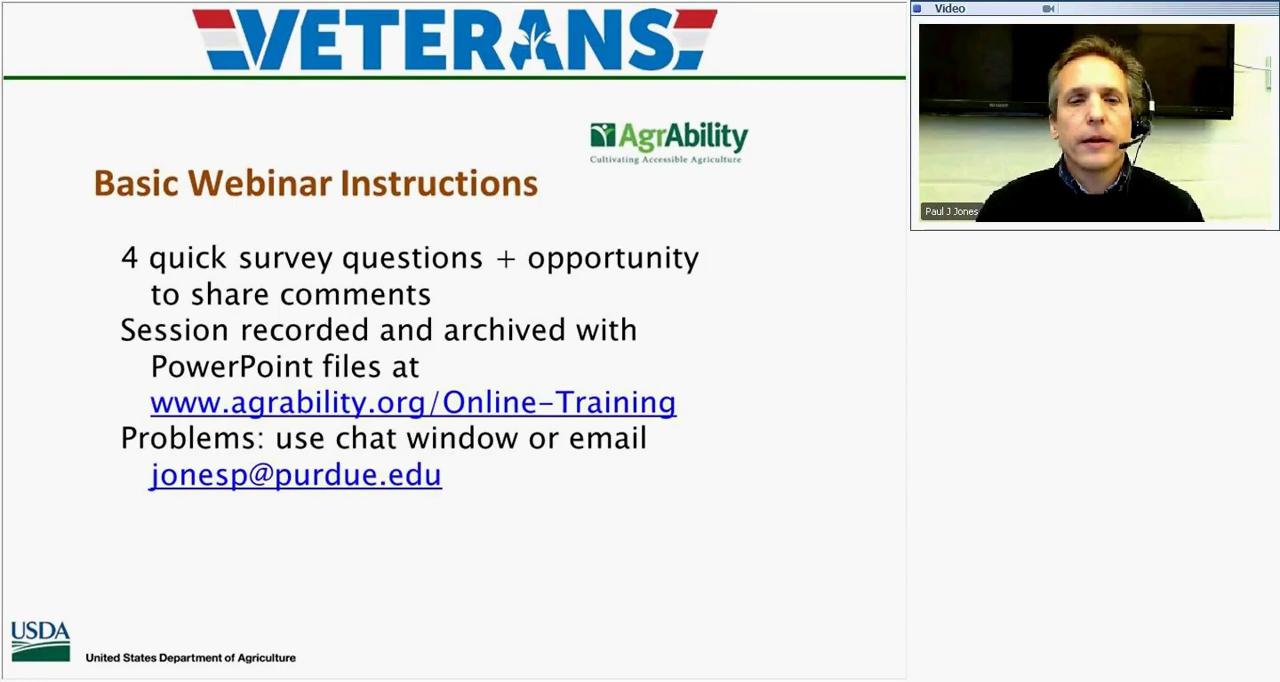 VETERANS
AgrAbility
Cultivating Accessible Agriculture
Basic Webinar Instructions
4 quick survey questions + opportunity
to share comments
Session recorded and archived with
PowerPoint files at
www.agrability.org/Online-Training
Problems: use chat window or email
jonesp@purdue.edu
USDA
United States Department of Agriculture
Video
Paul J Jones